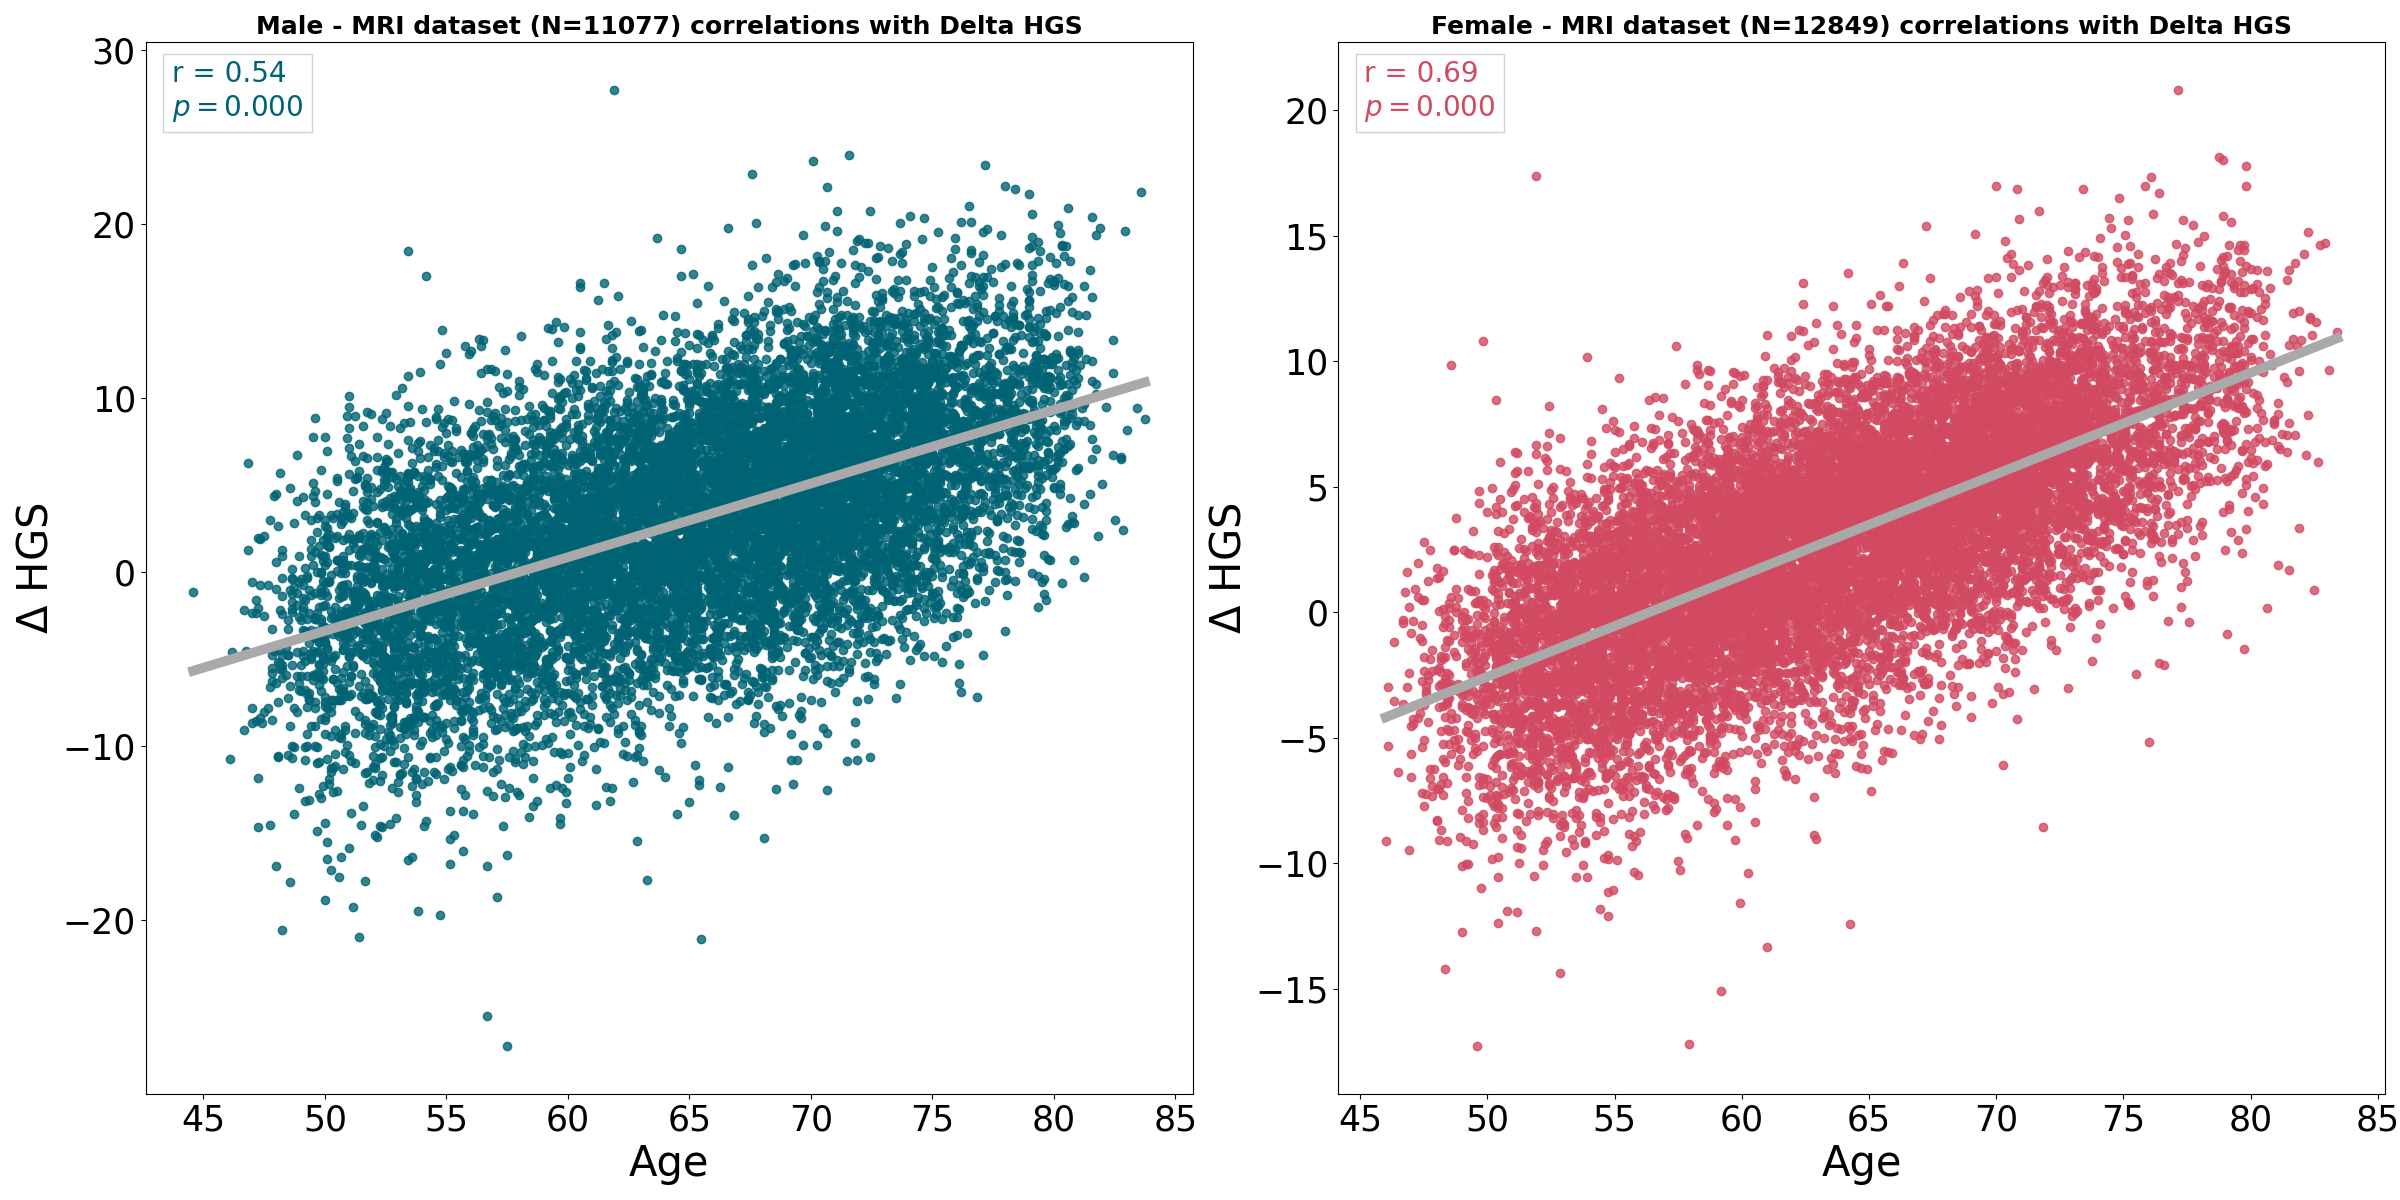 Male - MRI dataset (N=11077) correlations with Delta HGS
r = 0.54
p = 0.000
30
20
10
0
−10
−20
Δ HGS
45 50 55 60 65 70 75 80 85
Age
Female - MRI dataset (N=12849) correlations with Delta HGS
r = 0.69
p = 0.000
20
15
10
5
0
−5
−10
−15
Δ HGS
45 50 55 60 65 70 75 80 85
Age